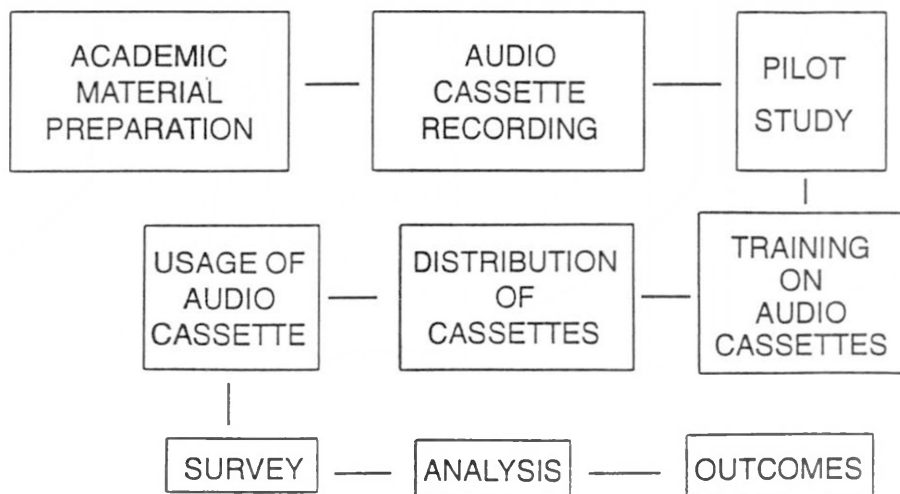 ACADEMIC
MATERIAL
PREPARATION
AUDIO
CASSETTE
RECORDING
PILOT
STUDY
TRAINING
ON
AUDIO
CASSETTES
DISTRIBUTION
OF
CASSETTES
USAGE OF
AUDIO
CASSETTE
SURVEY
ANALYSIS
OUTCOMES